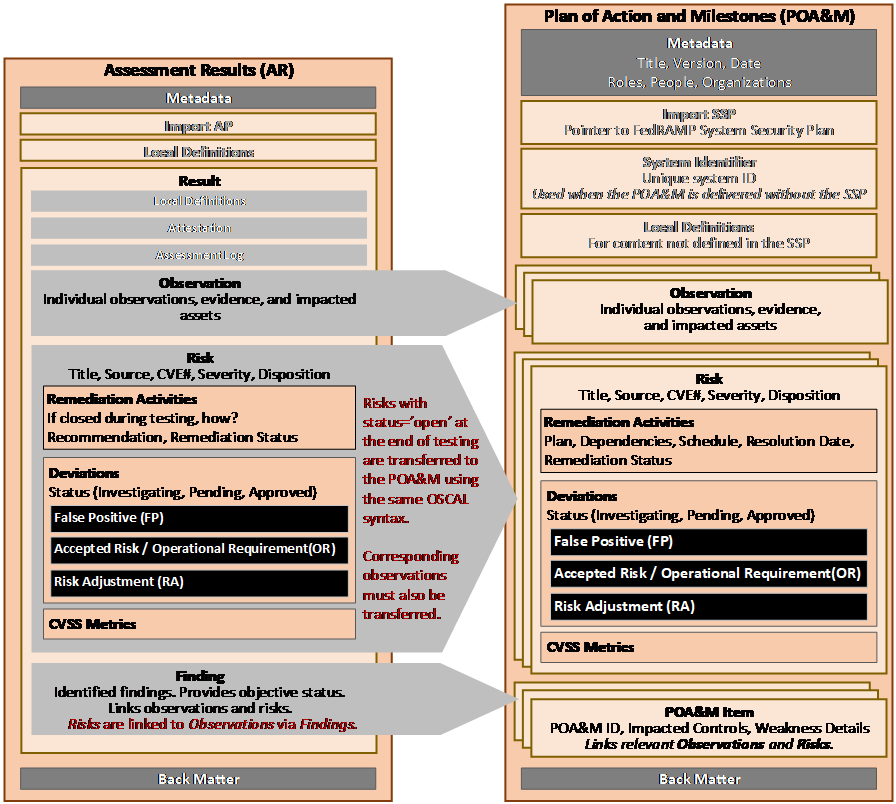 Assessment Results (AR)
Metadata
Import AP
Local Definitions
Result
Local Definitions
Attestation
Assessment Log
Observation
Individual observations, evidence, and impacted
assets
Risk
Title, Source, CVE#, Severity, Disposition
Remediation Activities
If closed during testing, how?
Recommendation, Remediation Status
Deviations
Status (Investigating, Pending, Approved)
False Positive (FP)
Accepted Risk / Operational Requirement(OR)
Risk Adjustment (RA)
CVSS Metrics
Risks with
status='open' at
the end of testing
are transferred to
the POA&M using
the same OSCAL
syntax.
Corresponding
observations
must also be
transferred.
Finding
Identified findings. Provides objective status.
Links observations and risks.
Risks are linked to Observations via Findings.
Back Matter
Plan of Action and Milestones (POA&M)
Metadata
Title, Version, Date
Roles, People, Organizations
Import SSP
Pointer to FedRAMP System Security Plan
System Identifier
Unique system ID
Used when the POA&M is delivered without the SSP
Local Definitions
For content not defined in the SSP
Observation
Individual observations, evidence,
and impacted assets
Risk
Title, Source, CVE#, Severity, Disposition
Remediation Activities
Plan, Dependencies, Schedule, Resolution Date,
Remediation Status
Deviations
Status (Investigating, Pending, Approved)
False Positive (FP)
Accepted Risk / Operational Requirement(OR)
Risk Adjustment (RA)
CVSS Metrics
POA&M Item
POA&M ID, Impacted Controls, Weakness Details
Links relevant Observations and Risks.
Back Matter